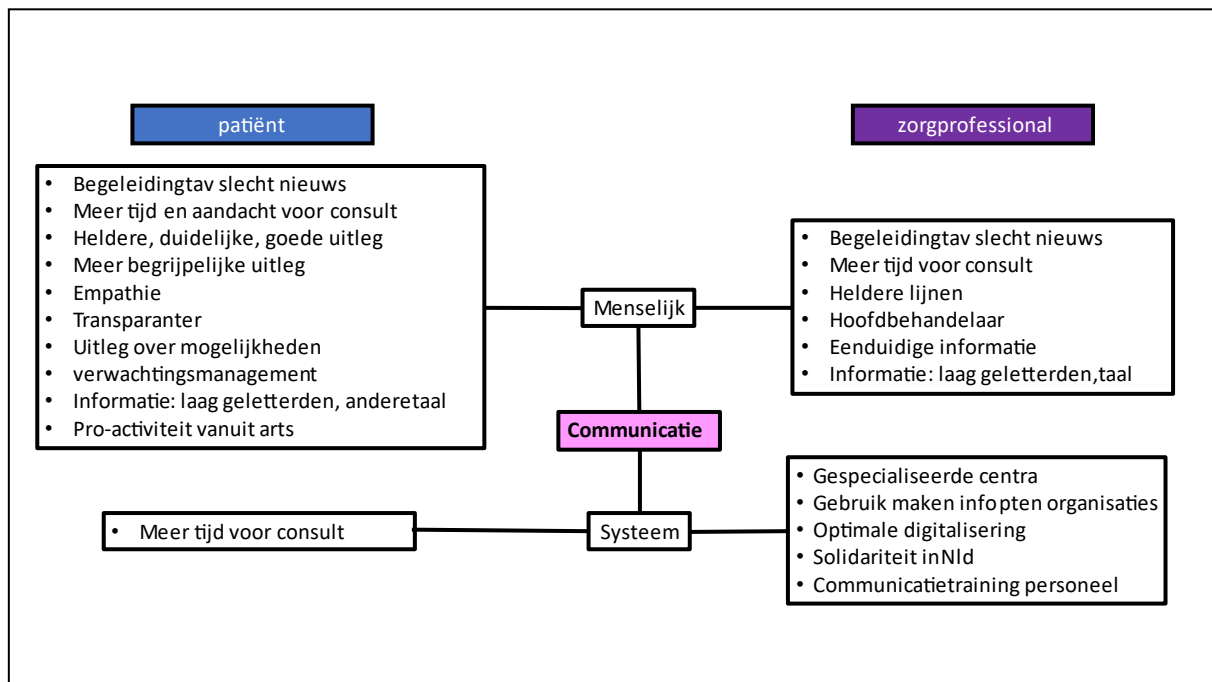 patiënt
zorgprofessional
• Begeleidingtav slecht nieuws
• Meer tijd en aandacht voor consult
• Heldere, duidelijke, goede uitleg
• Meer begrijpelijke uitleg
• Empathie
• Transparanter
• Uitleg over mogelijkheden
• verwachtingsmanagement
• Informatie: laag geletterden, anderetaal
• Pro-activiteit vanuit arts
Menselijk
• Begeleidingtav slecht nieuws
• Meer tijd voor consult
• Heldere lijnen
• Hoofdbehandelaar
• Eenduidige informatie
• Informatie: laag geletterden,taal
Communicatie
• Meer tijd voor consult
Systeem
• Gespecialiseerde centra
• Gebruik maken info pten organisaties
• Optimale digitalisering
• Solidariteit inNld
• Communicatietraining personeel